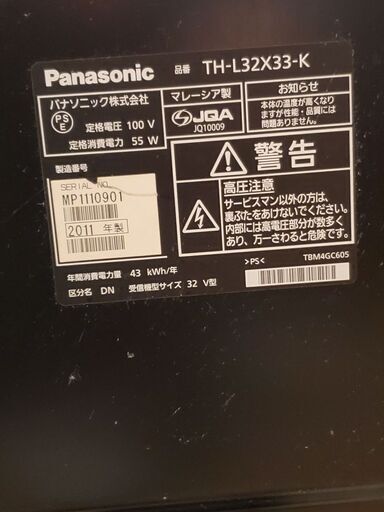 Panasonic 品番 TH-L32X33-K
パナソニック株式会社
PSE
定格電圧 100 V
定格消費電力 55 W
マレーシア製
JQA
JQ10009
お知らせ
本体の温度が高くなり
ますが性能・品質には
問題ありません。
製造番号
SERIAL NO.
MP1110901
2011 年製
警告
高圧注意
サービスマン以外の方は、
裏ぶたをあけないでください。
内部には高電圧部分が数多く
あり、万一さわると危険です。
年間消費電力量 43 kWh/年
区分名 DN 受信機型サイズ 32 V型
>PS<
TBM4GC605